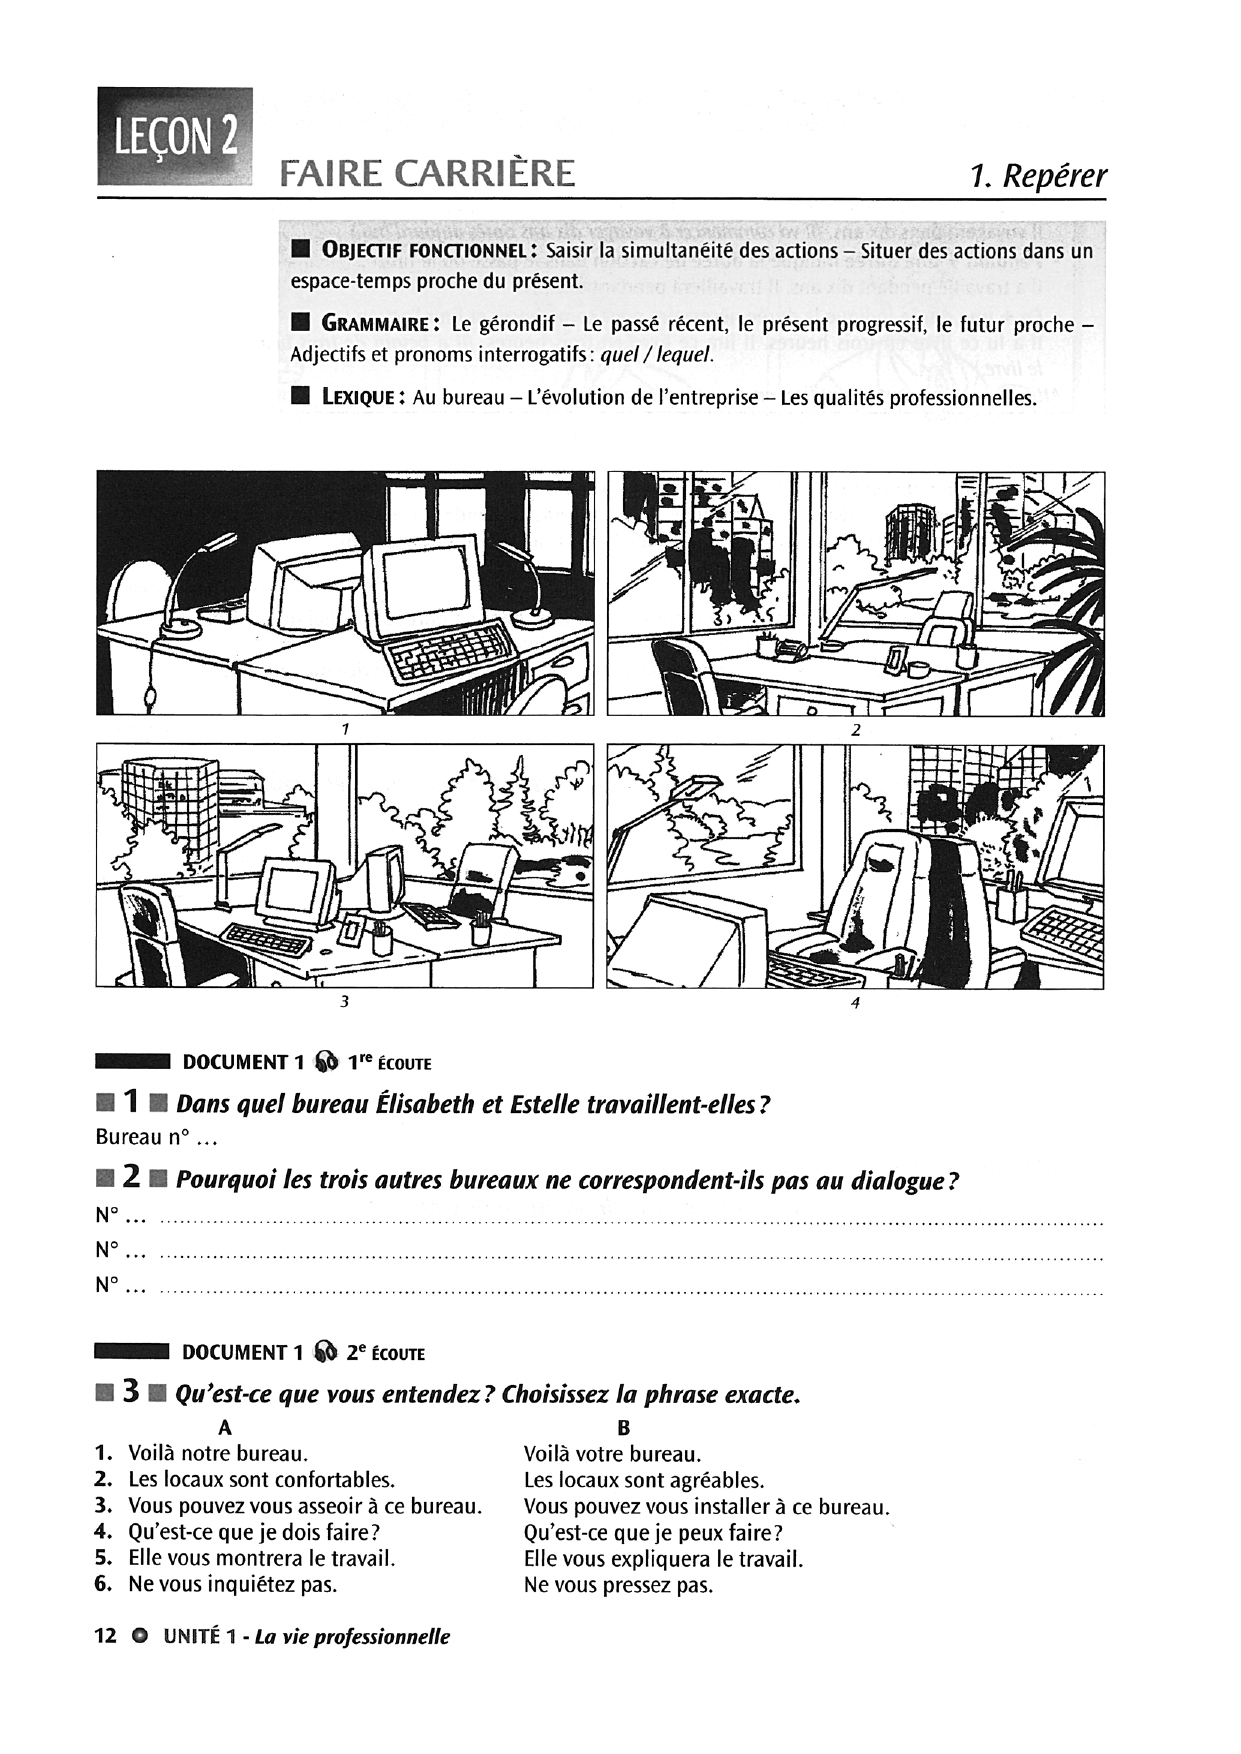 LEÇON 2
FAIRE CARRIÈRE
1. Repérer
■ OBJECTIF FONCTIONNEL : Saisir la simultanéité des actions – Situer des actions dans un
espace-temps proche du présent.
■ GRAMMAIRE : Le gérondif – Le passé récent, le présent progressif, le futur proche –
Adjectifs et pronoms interrogatifs : quel / lequel.
■ LEXIQUE : Au bureau – L'évolution de l'entreprise – Les qualités professionnelles.
1
2
3
4
DOCUMENT 1 1re ÉCOUTE
■ 1 ■ Dans quel bureau Élisabeth et Estelle travaillent-elles ?
Bureau n° ...
■ 2 ■ Pourquoi les trois autres bureaux ne correspondent-ils pas au dialogue ?
N° ... ........................................................................
N° ... ........................................................................
N° ... ........................................................................
DOCUMENT 1 2e ÉCOUTE
■ 3 ■ Qu'est-ce que vous entendez ? Choisissez la phrase exacte.
A B
1. Voilà notre bureau. Voilà votre bureau.
2. Les locaux sont confortables. Les locaux sont agréables.
3. Vous pouvez vous asseoir à ce bureau. Vous pouvez vous installer à ce bureau.
4. Qu'est-ce que je dois faire ? Qu'est-ce que je peux faire ?
5. Elle vous montrera le travail. Elle vous expliquera le travail.
6. Ne vous inquiétez pas. Ne vous pressez pas.
12 ● UNITÉ 1 - La vie professionnelle